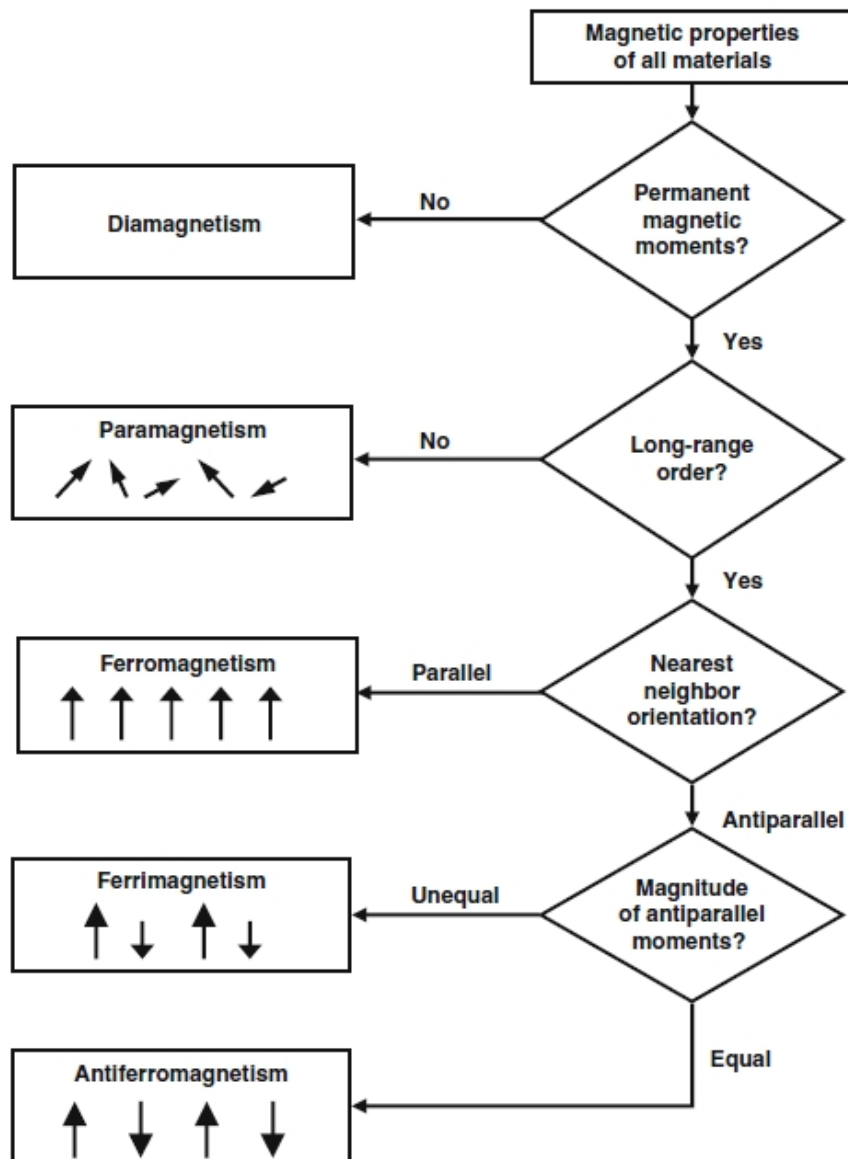 Magnetic properties
of all materials
Permanent
magnetic
moments?
No
Diamagnetism
Yes
Long-range
order?
No
Paramagnetism
Yes
Nearest
neighbor
orientation?
Parallel
Ferromagnetism
Antiparallel
Magnitude
of antiparallel
moments?
Unequal
Ferrimagnetism
Equal
Antiferromagnetism